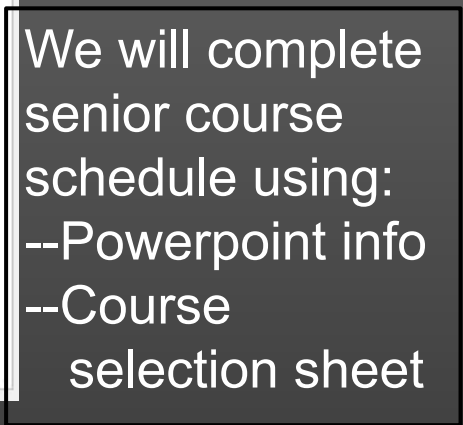 We will complete
senior course
schedule using:
--Powerpoint info
--Course
selection sheet